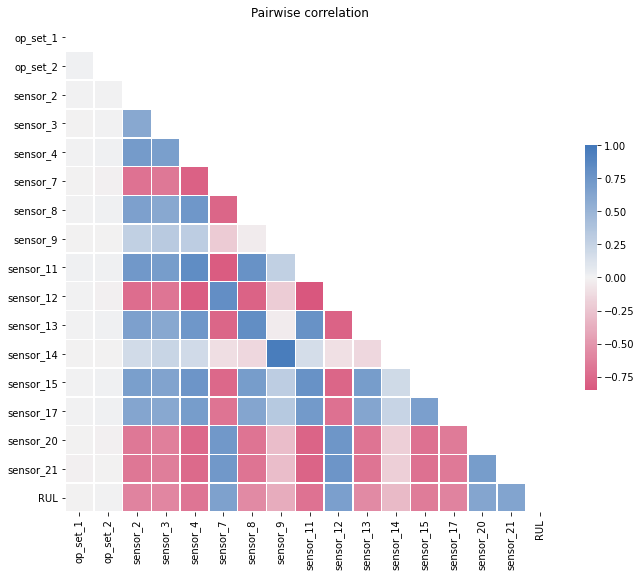 Pairwise correlation
op_set_1
op_set_2
sensor_2
sensor_3
sensor_4
sensor_7
sensor_8
sensor_9
sensor_11
sensor_12
sensor_13
sensor_14
sensor_15
sensor_17
sensor_20
sensor_21
RUL
op_set_1
op_set_2
sensor_2
sensor_3
sensor_4
sensor_7
sensor_8
sensor_9
sensor_11
sensor_12
sensor_13
sensor_14
sensor_15
sensor_17
sensor_20
sensor_21
RUL
1.00
0.75
0.50
0.25
0.00
−0.25
−0.50
−0.75